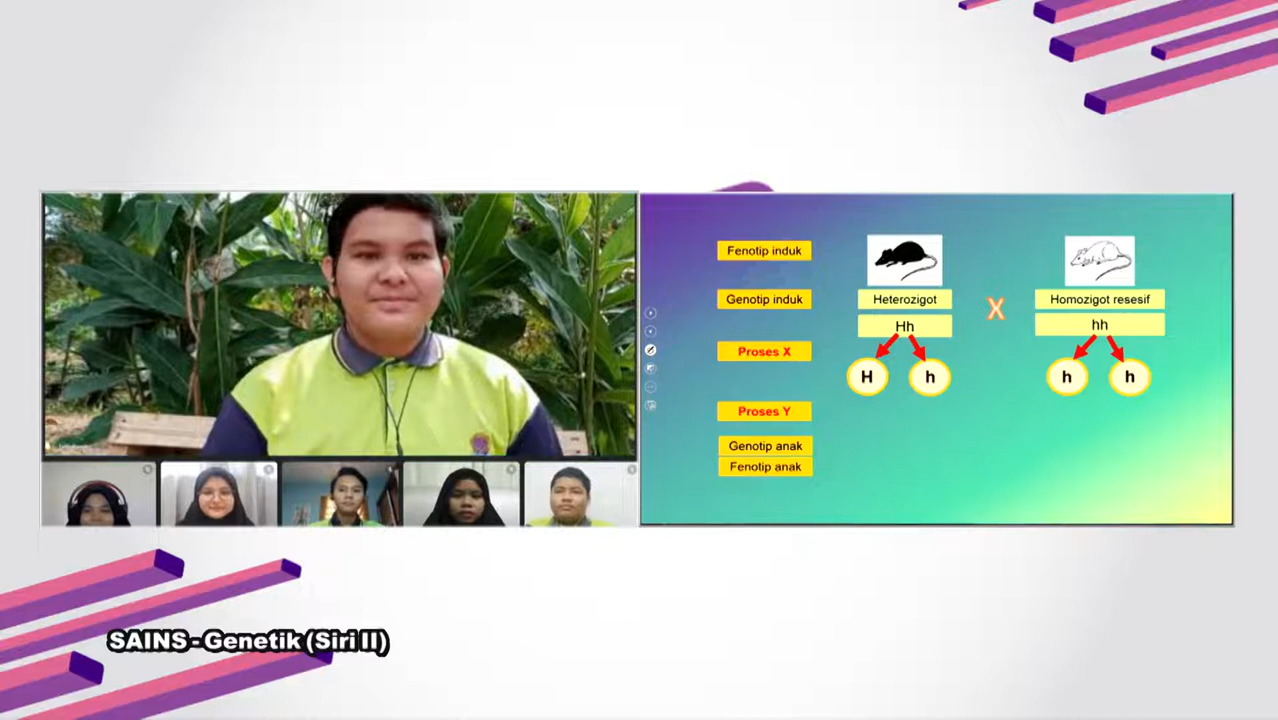 Fenotip induk
Genotip induk
Heterozigot
X
Homozigot resesif
Hh
hh
Proses X
H
h
h
h
Proses Y
Genotip anak
Fenotip anak
SAINS - Genetik (Siri II)